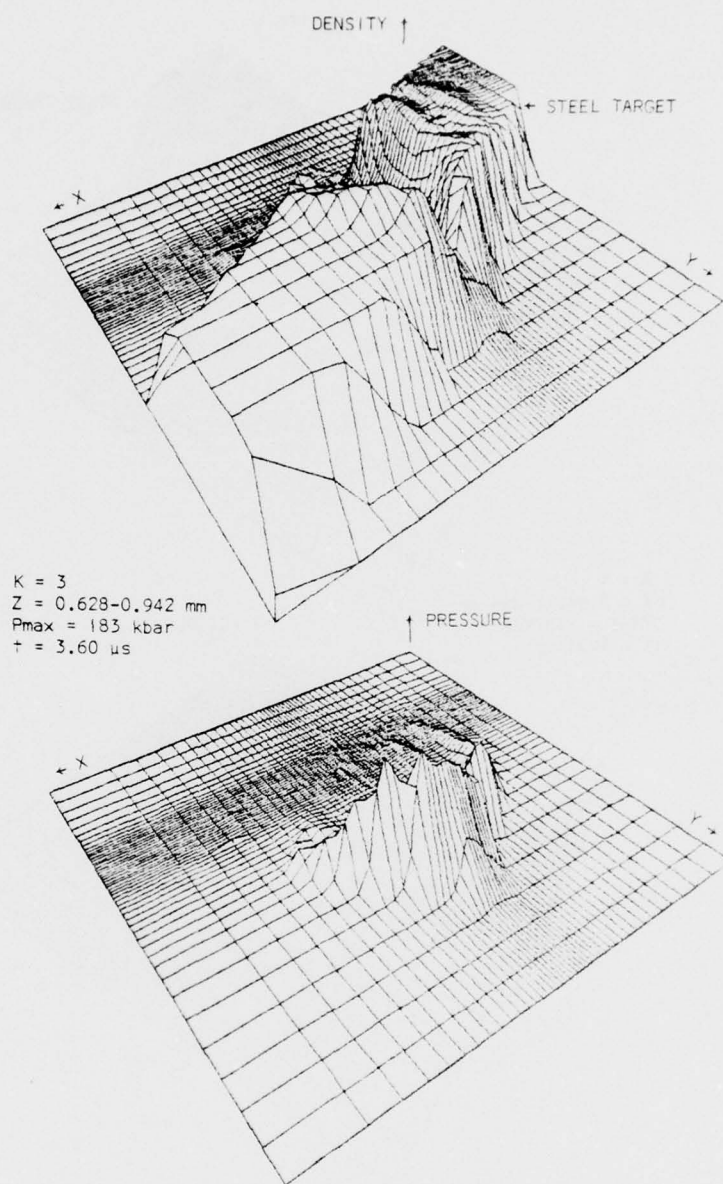 DENSITY ↑
← STEEL TARGET
← X
Y →
K = 3
Z = 0.628-0.942 mm
Pmax = 183 kbar
t = 3.60 µs
↑ PRESSURE
← X
Y →